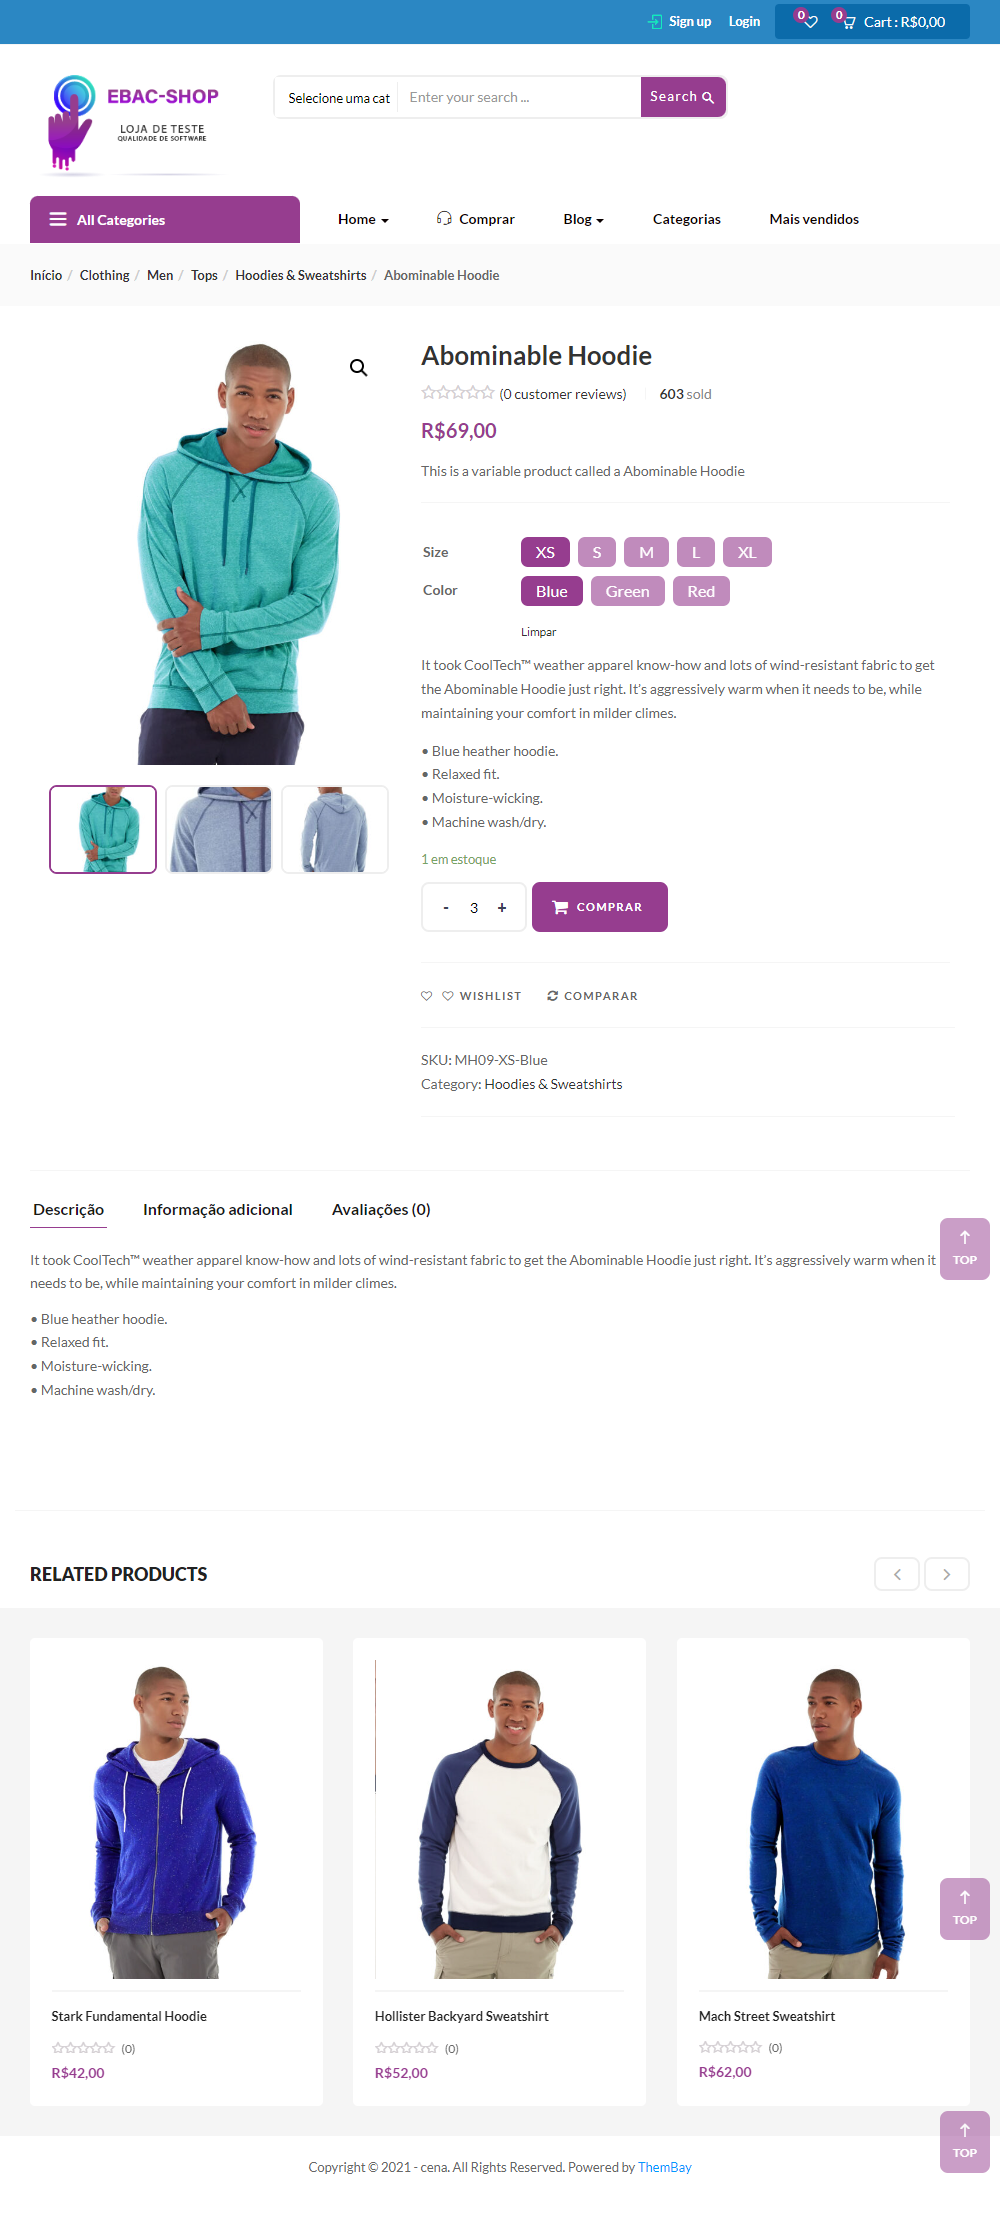 Sign up Login 0 0 Cart : R$0,00
EBAC-SHOP
LOJA DE TESTE
QUALIDADE DE SOFTWARE
Selecione uma cat Enter your search ... Search
All Categories Home Comprar Blog Categorias Mais vendidos
Início / Clothing / Men / Tops / Hoodies & Sweatshirts / Abominable Hoodie
Abominable Hoodie
(0 customer reviews) 603 sold
R$69,00
This is a variable product called a Abominable Hoodie
Size XS S M L XL
Color Blue Green Red
Limpar
It took CoolTech™ weather apparel know-how and lots of wind-resistant fabric to get
the Abominable Hoodie just right. It's aggressively warm when it needs to be, while
maintaining your comfort in milder climes.
• Blue heather hoodie.
• Relaxed fit.
• Moisture-wicking.
• Machine wash/dry.
1 em estoque
- 3 + COMPRAR
WISHLIST COMPARAR
SKU: MH09-XS-Blue
Category: Hoodies & Sweatshirts
Descrição Informação adicional Avaliações (0)
TOP
It took CoolTech™ weather apparel know-how and lots of wind-resistant fabric to get the Abominable Hoodie just right. It's aggressively warm when it
needs to be, while maintaining your comfort in milder climes.
• Blue heather hoodie.
• Relaxed fit.
• Moisture-wicking.
• Machine wash/dry.
RELATED PRODUCTS
TOP
Stark Fundamental Hoodie
(0)
R$42,00
Hollister Backyard Sweatshirt
(0)
R$52,00
Mach Street Sweatshirt
(0)
R$62,00
TOP
Copyright © 2021 - cena. All Rights Reserved. Powered by ThemBay